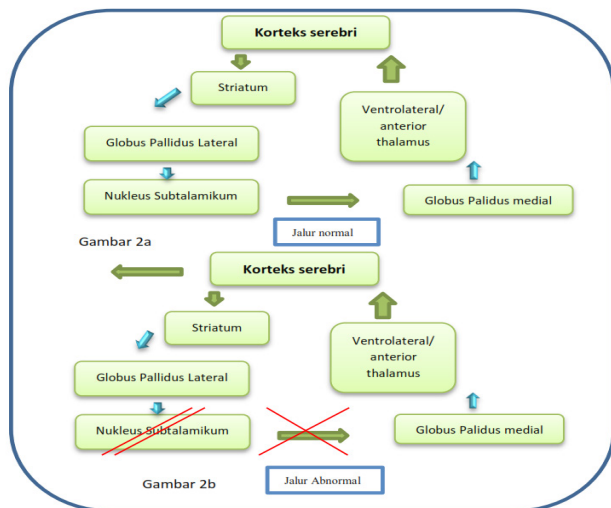 Korteks serebri
Striatum
Globus Pallidus Lateral
Nukleus Subtalamikum
Ventrolateral/
anterior
thalamus
Globus Palidus medial
Jalur normal
Gambar 2a
Korteks serebri
Striatum
Globus Pallidus Lateral
Nukleus Subtalamikum
Ventrolateral/
anterior
thalamus
Globus Palidus medial
Jalur Abnormal
Gambar 2b